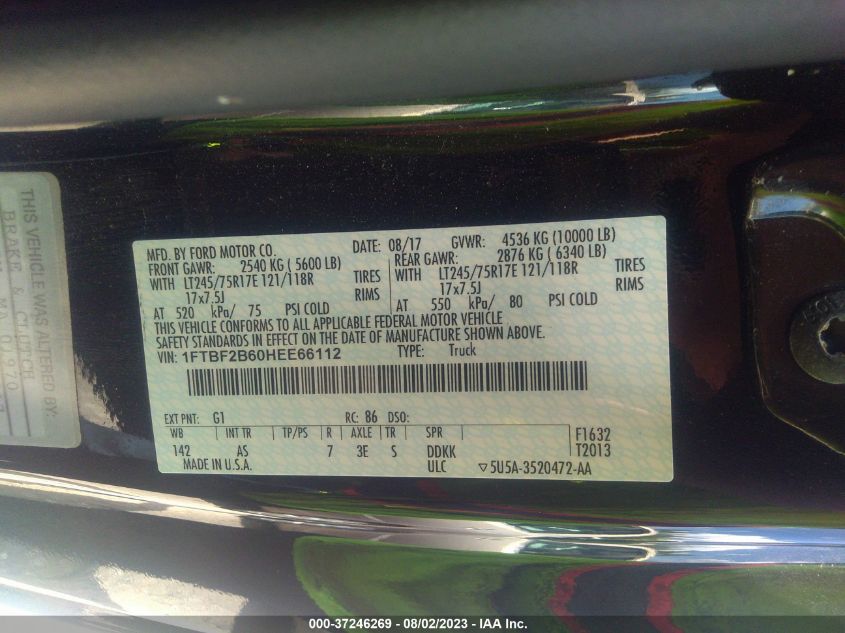 THIS VEHICLE WAS ALTERED BY:
BRAKE & CLUTCH
MA 01970
MFD. BY FORD MOTOR CO.
DATE: 08/17 GVWR: 4536 KG (10000 LB)
FRONT GAWR: 2540 KG ( 5600 LB) REAR GAWR: 2876 KG ( 6340 LB)
WITH LT245/75R17E 121/118R TIRES WITH LT245/75R17E 121/118R TIRES
17x7.5J RIMS 17x7.5J RIMS
AT 520 kPa/ 75 PSI COLD AT 550 kPa/ 80 PSI COLD
THIS VEHICLE CONFORMS TO ALL APPLICABLE FEDERAL MOTOR VEHICLE
SAFETY STANDARDS IN EFFECT ON THE DATE OF MANUFACTURE SHOWN ABOVE.
VIN: 1FTBF2B60HEE66112 TYPE: Truck
EXT PNT: G1 RC: 86 DSO:
WB INT TR TP/PS R AXLE TR SPR F1632
142 AS 7 3E S DDKK T2013
MADE IN U.S.A. ULC ▽5U5A-3520472-AA
000-37246269 - 08/02/2023 - IAA Inc.